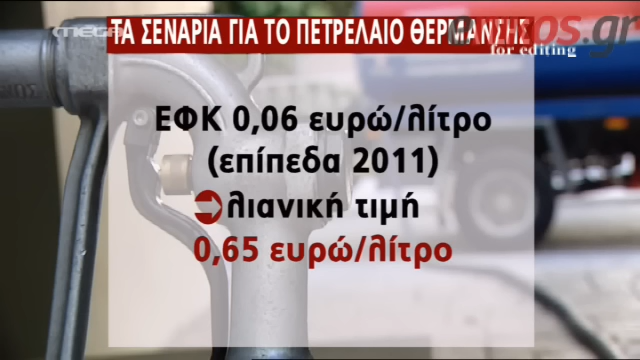 MEGA
ΤΑ ΣΕΝΑΡΙΑ ΓΙΑ ΤΟ ΠΕΤΡΕΛΑΙΟ ΘΕΡΜΑΝΣΗΣ
for editing
ΕΦΚ 0,06 ευρώ/λίτρο
(επίπεδα 2011)
λιανική τιμή
0,65 ευρώ/λίτρο